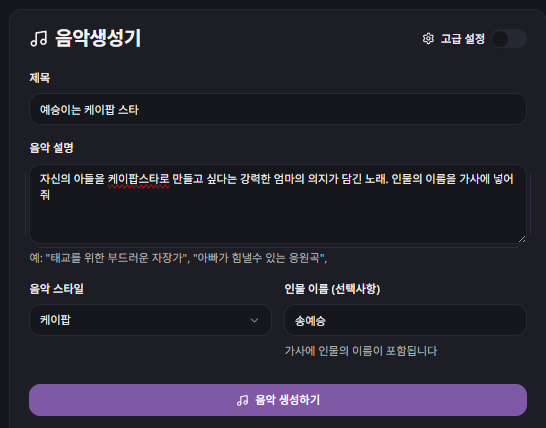 음악생성기
고급 설정
제목
예승이는 케이팝 스타
음악 설명
자신의 아들을 케이팝스타로 만들고 싶다는 강력한 엄마의 의지가 담긴 노래. 인물의 이름을 가사에 넣어
줘
예: "태교를 위한 부드러운 자장가", "아빠가 힘낼수 있는 응원곡",
음악 스타일
인물 이름 (선택사항)
케이팝
송예승
가사에 인물의 이름이 포함됩니다
음악 생성하기